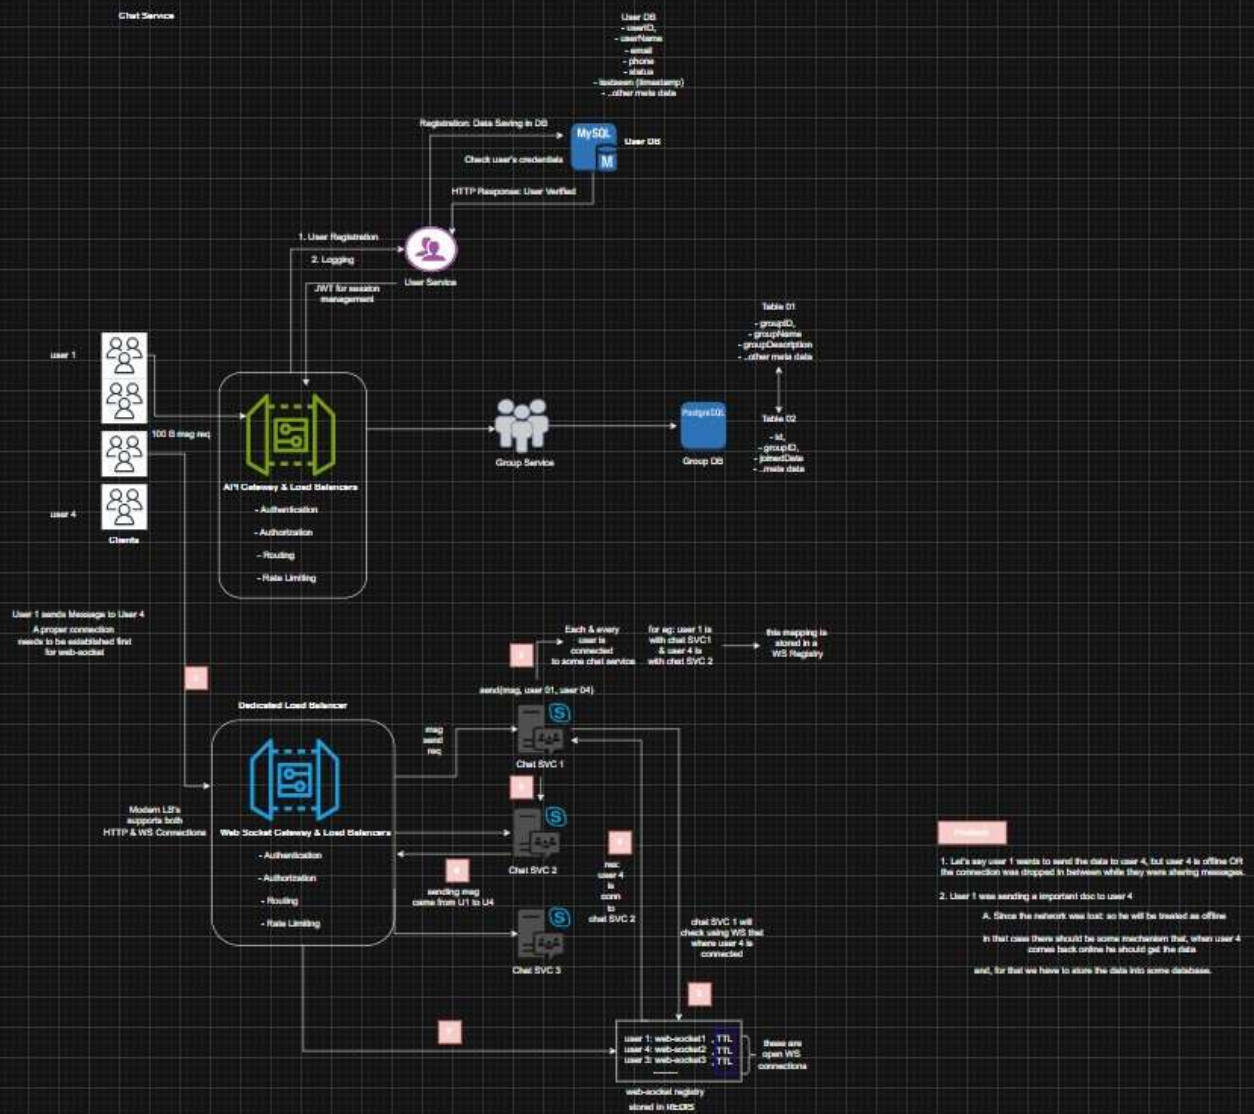 Chat Service
User DB
- userID,
- userName
- email
- phone
- status
- lastseen (timestamp)
- ..other meta data
Registration: Data Saving in DB
MySQL
M
User DB
Check user's credentials
HTTP Response: User Verified
1. User Registration
2. Logging
User Service
JWT for session
management
Table 01
- groupID,
- groupName
- groupDescription
- ..other meta data
user 1
100 B msg req
user 4
Clients
API Gateway & Load Balancers
- Authentication
- Authorization
- Routing
- Rate Limiting
Group Service
PostgreSQL
Group DB
Table 02
- id,
- groupID,
- joinedDate
- ..meta data
User 1 sends Message to User 4
A proper connection
needs to be established first
for web-socket
Each & every
user is
connected
to some chat service
for eg: user 1 is
with chat SVC1
& user 4 is
with chat SVC 2
this mapping is
stored in a
WS Registry
send(msg, user 01, user 04)
Dedicated Load Balancer
msg
send
req
Chat SVC 1
Modern LB's
supports both
HTTP & WS Connections
Web Socket Gateway & Load Balancers
- Authentication
- Authorization
- Routing
- Rate Limiting
Chat SVC 2
sending msg
came from U1 to U4
Chat SVC 3
user 4
is
conn
to
chat SVC 2
chat SVC 1 will
check using WS that
where user 4 is
connected
1. Let's say user 1 wants to send the data to user 4, but user 4 is offline OR
the connection was dropped in between while they were sharing messages.
2. User 1 was sending a important doc to user 4
A. Since the network was lost: so he will be treated as offline
in that case there should be some mechanism that, when user 4
comes back online he should get the data
and, for that we have to store the data into some database.
user 1: web-socket1 , TTL
user 4: web-socket2 , TTL
user 3: web-socket3 , TTL
these are
open WS
connections
web-socket registry
stored in REDIS